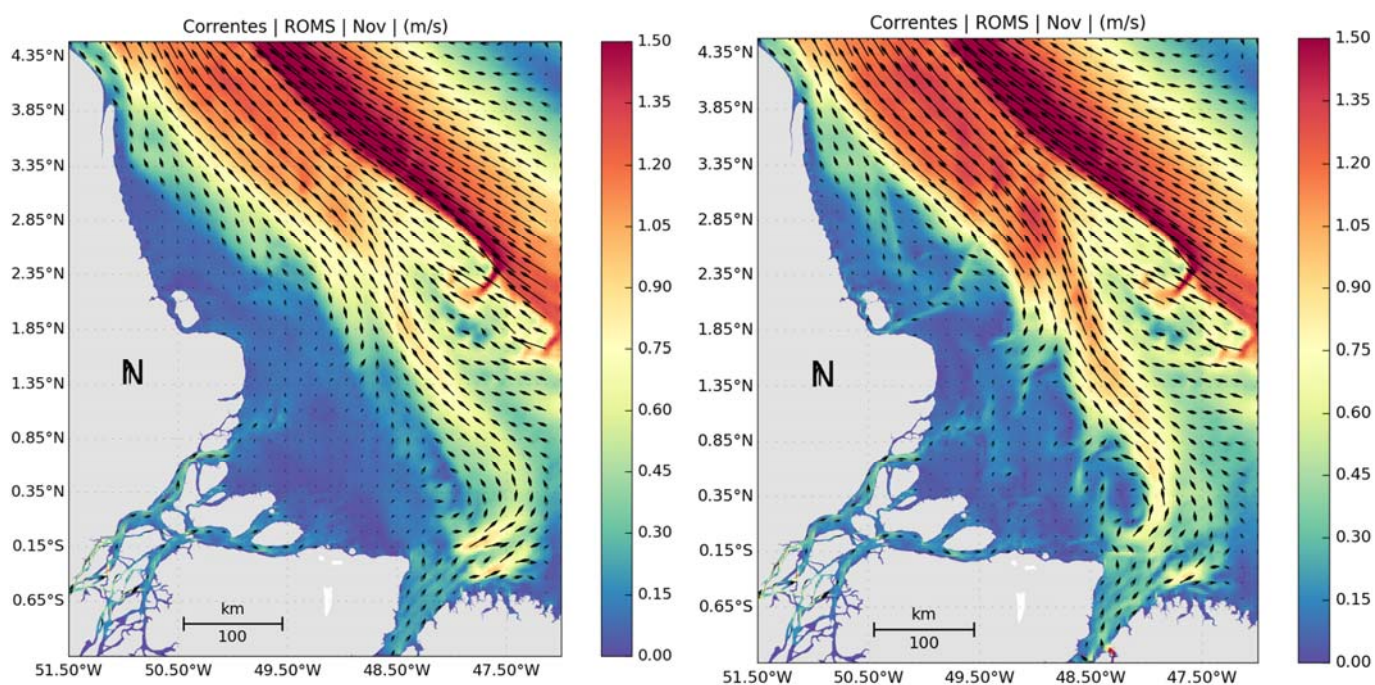 Correntes | ROMS | Nov | (m/s)
4.35°N
3.85°N
3.35°N
2.85°N
2.35°N
1.85°N
1.35°N
0.85°N
0.35°N
0.15°S
0.65°S
51.50°W 50.50°W 49.50°W 48.50°W 47.50°W
N
km
100
1.50
1.35
1.20
1.05
0.90
0.75
0.60
0.45
0.30
0.15
0.00
Correntes | ROMS | Nov | (m/s)
4.35°N
3.85°N
3.35°N
2.85°N
2.35°N
1.85°N
1.35°N
0.85°N
0.35°N
0.15°S
0.65°S
51.50°W 50.50°W 49.50°W 48.50°W 47.50°W
N
km
100
1.50
1.35
1.20
1.05
0.90
0.75
0.60
0.45
0.30
0.15
0.00